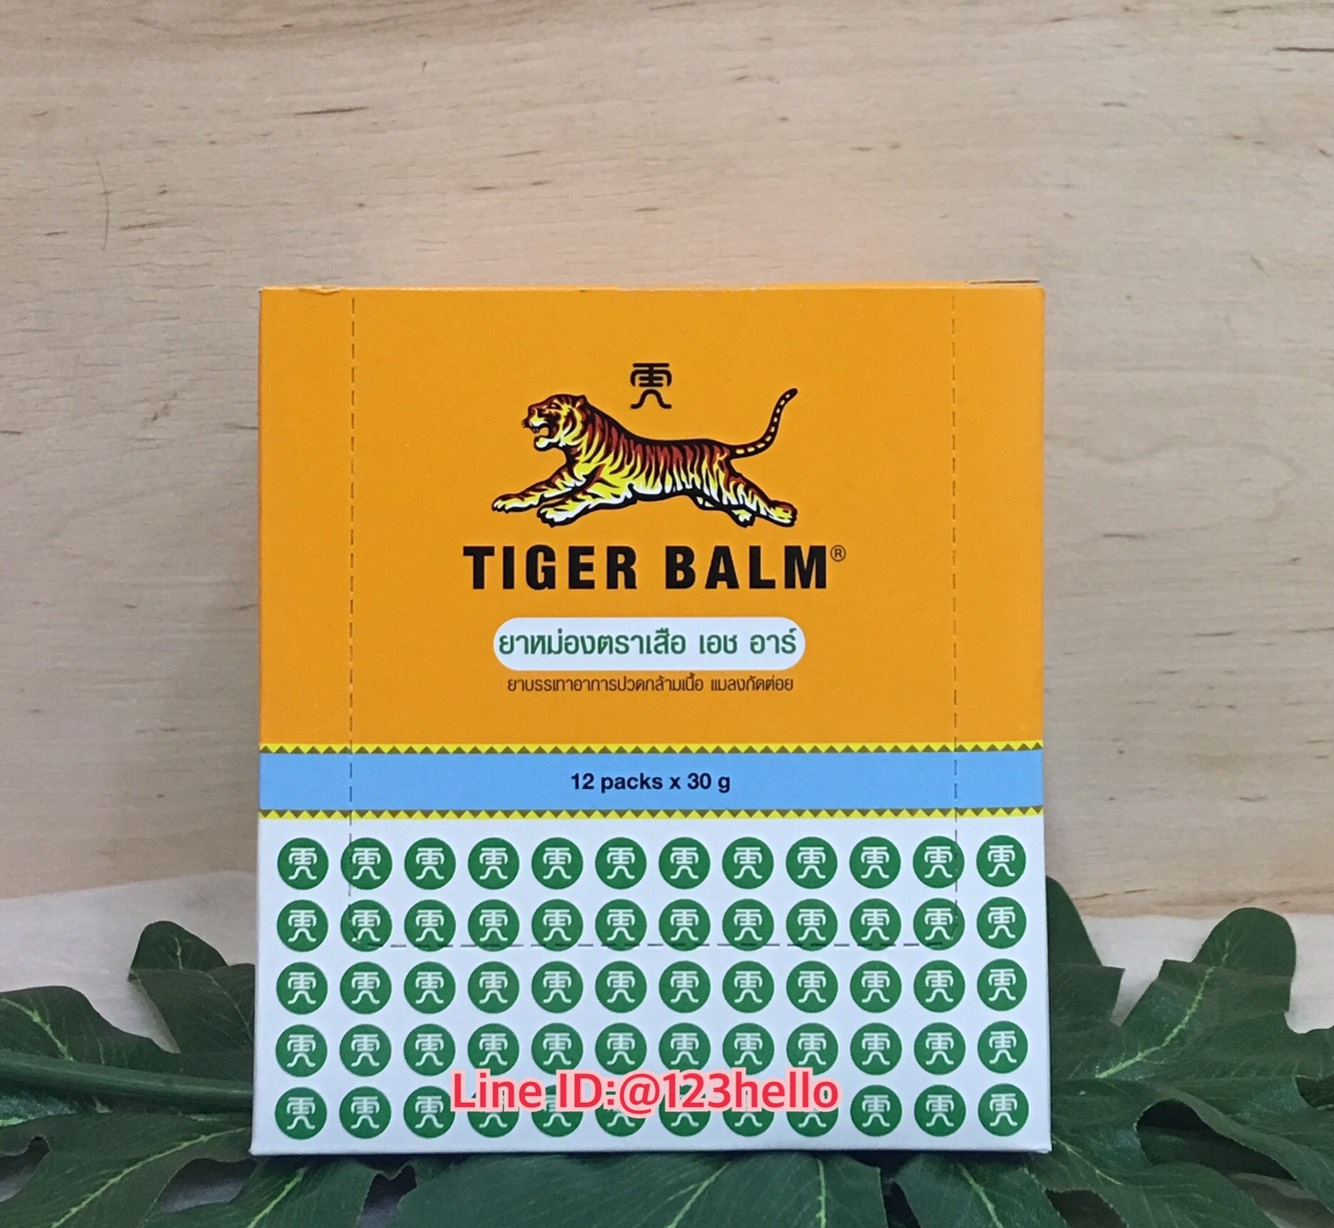 TIGER BALM®
ยาหม่องตราเสือ เอช อาร์
ยาบรรเทาอาการปวดกล้ามเนื้อ แมลงกัดต่อย
12 packs x 30 g
Line ID:@123hello